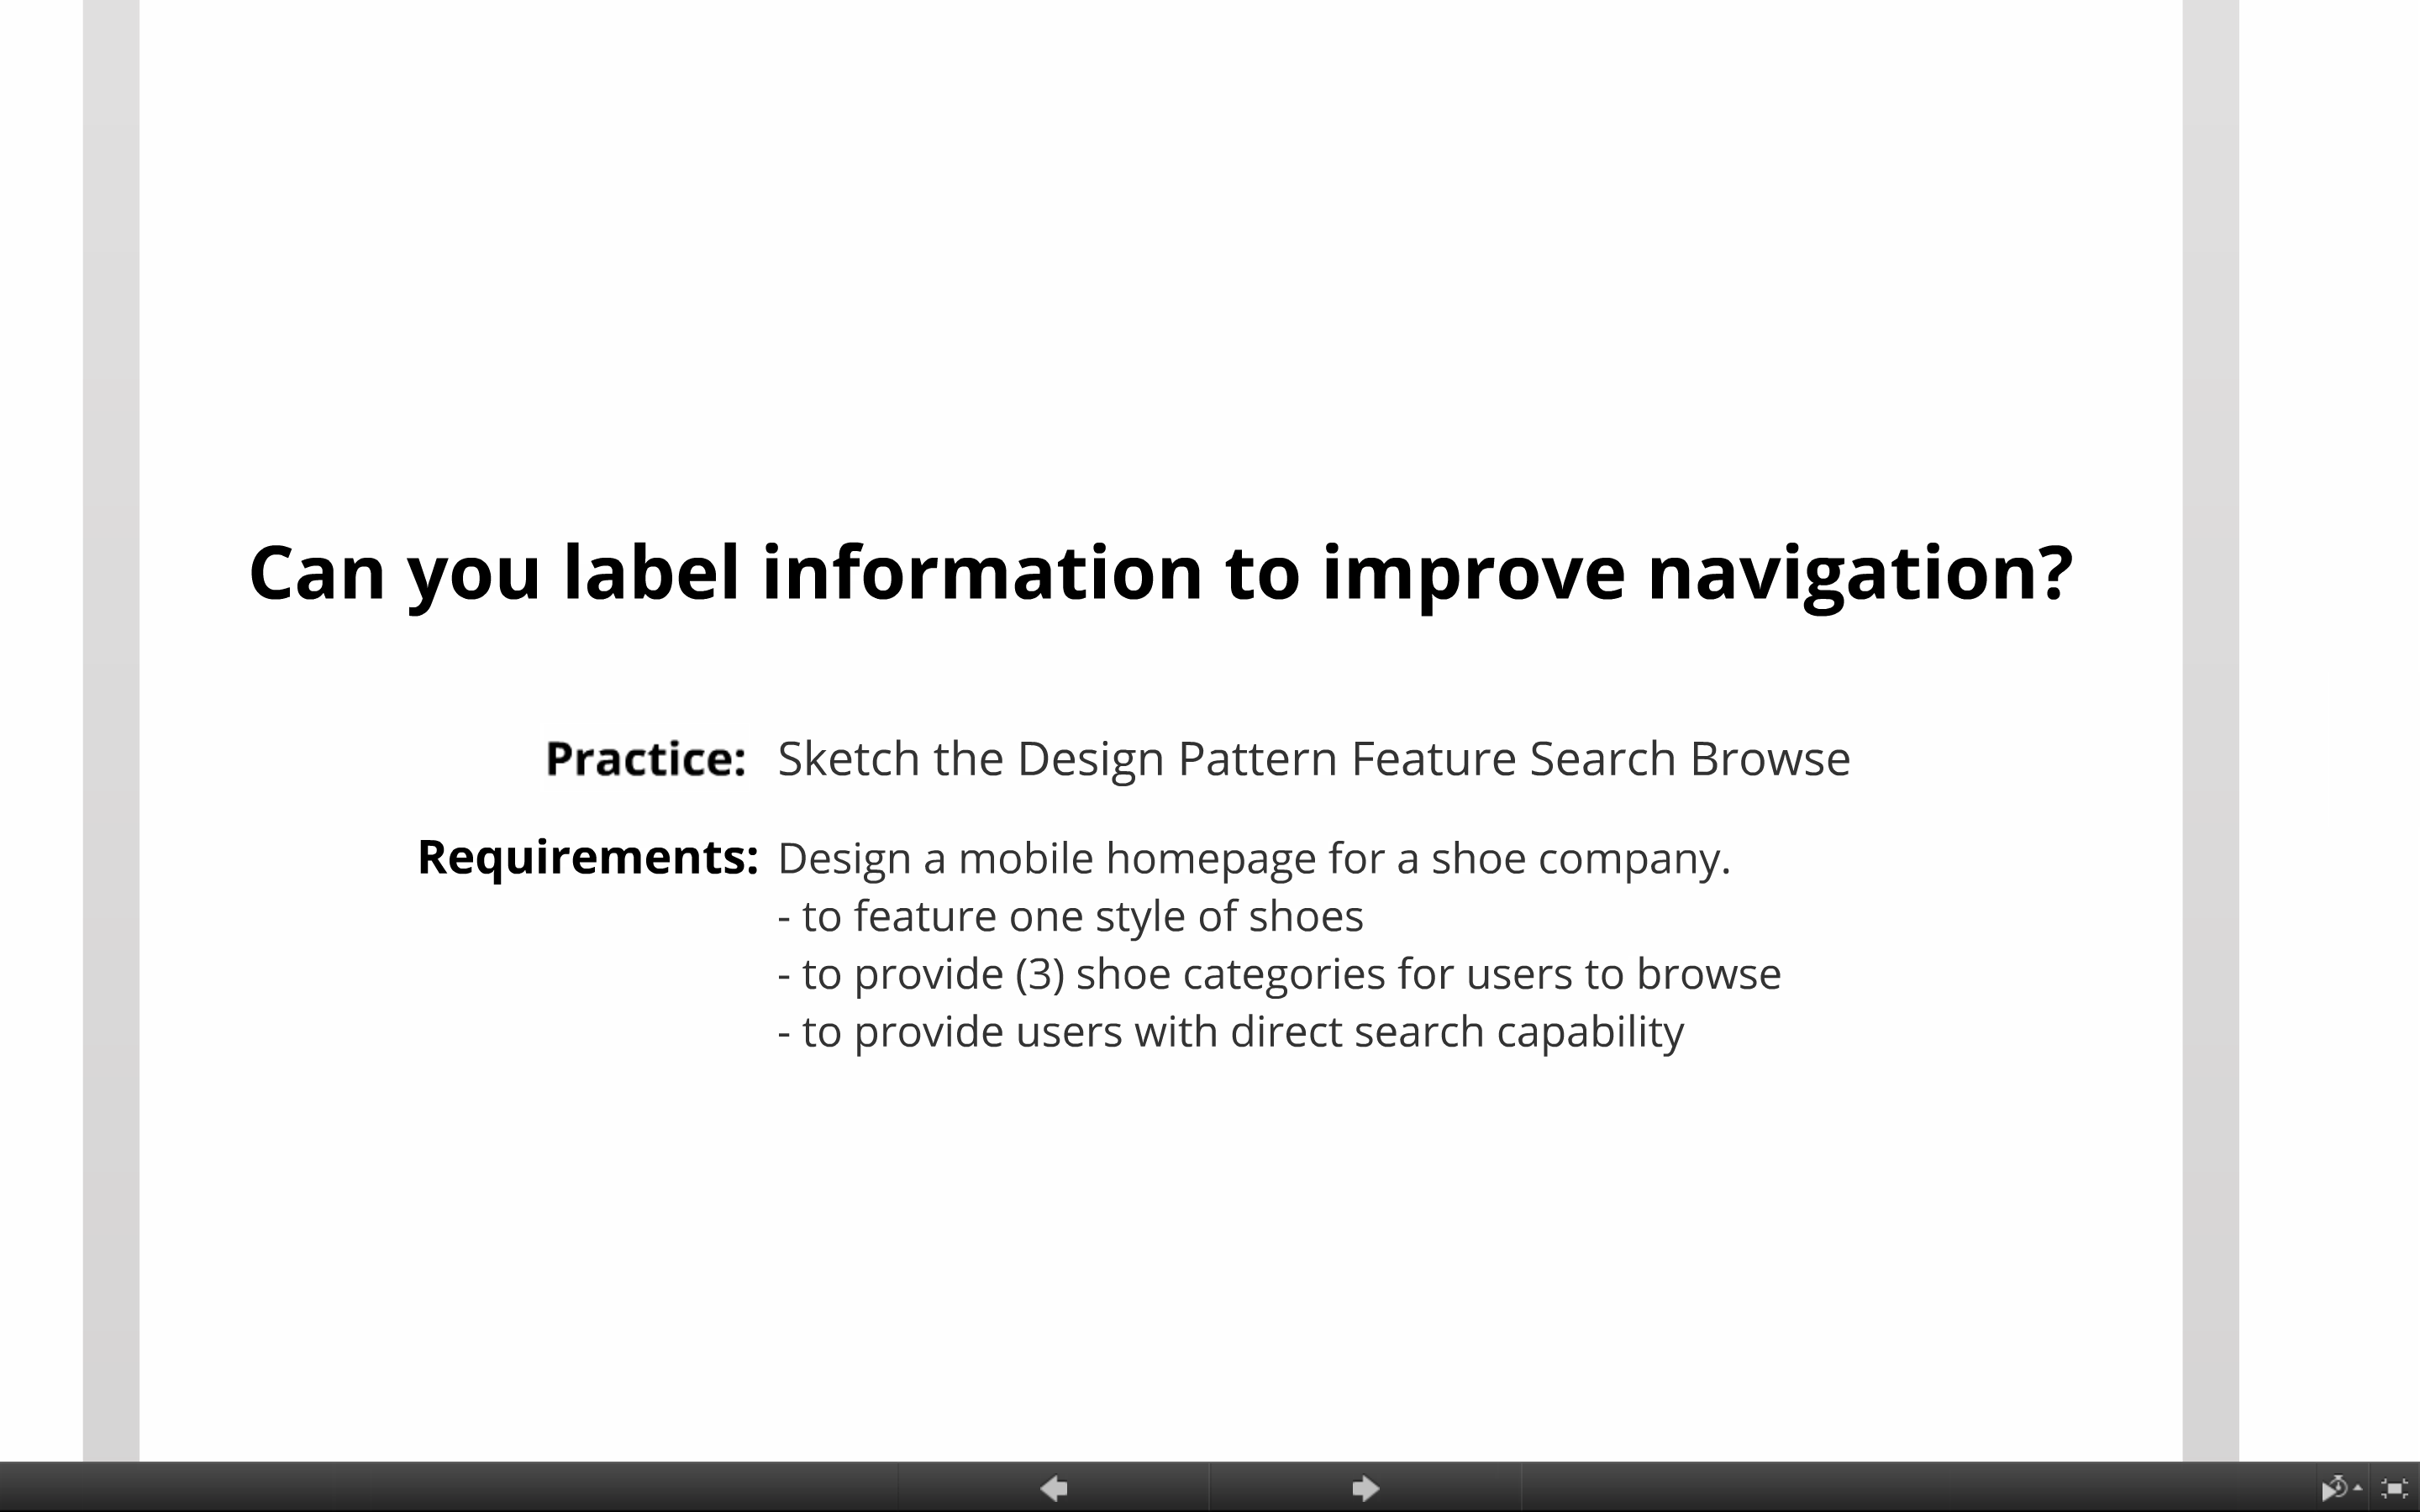 Can you label information to improve navigation?
Practice: Sketch the Design Pattern Feature Search Browse
Requirements: Design a mobile homepage for a shoe company.
- to feature one style of shoes
- to provide (3) shoe categories for users to browse
- to provide users with direct search capability